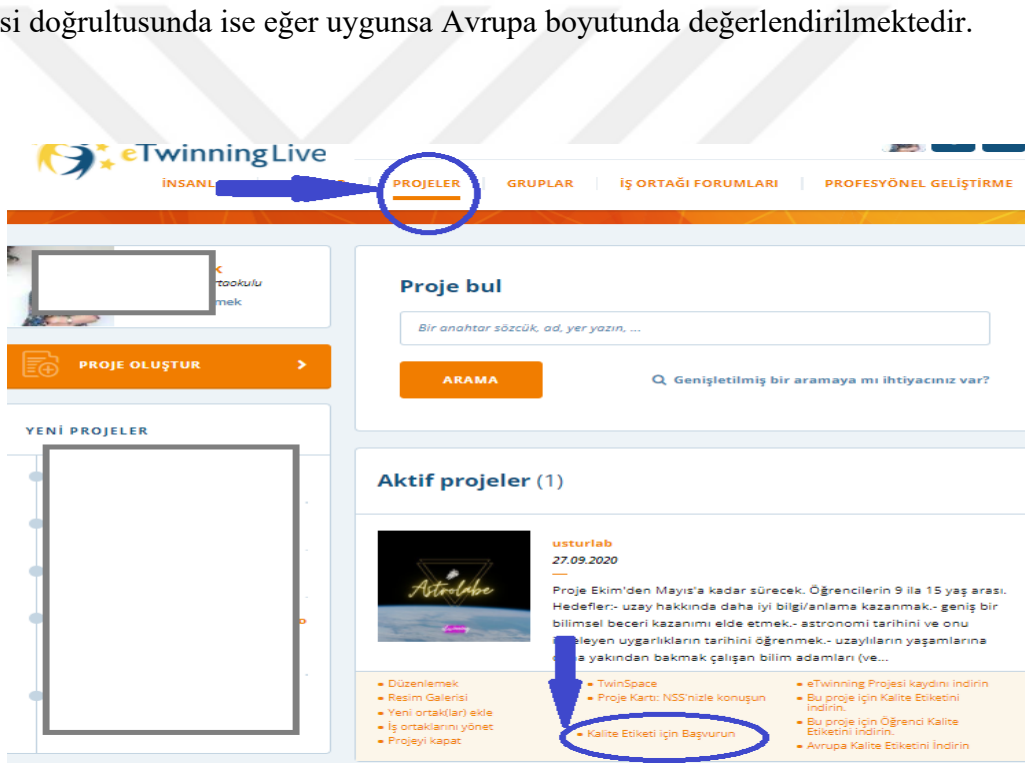 si doğrultusunda ise eğer uygunsa Avrupa boyutunda değerlendirilmektedir.
eTwinning Live
PROJELER
GRUPLAR
İŞ ORTAĞI FORUMLARI
PROFESYÖNEL GELİŞTİRME
PROJE OLUŞTUR
YENİ PROJELER
Proje bul
Bir anahtar sözcük, ad, yer yazın, ...
ARAMA
Genişletilmiş bir aramaya mı ihtiyacınız var?
Aktif projeler (1)
Astrolabe
usturlab
27.09.2020
Proje Ekim'den Mayıs'a kadar sürecek. Öğrencilerin 9 ila 15 yaş arası.
Hedefler:- uzay hakkında daha iyi bilgi/anlama kazanmak.- geniş bir
bilimsel beceri kazanımı elde etmek.- astronomi tarihini ve onu
uygarlıkların tarihini öğrenmek.- uzaylıların yaşamlarına
yakından bakmak çalışan bilim adamları (ve...
Düzenlemek
Resim Galerisi
Yeni ortak(lar) ekle
İş ortaklarını yönet
Projeyi kapat
TwinSpace
Proje Kartı: NSS'nizle konuşun
Kalite Etiketi için Başvurun
eTwinning Projesi kaydını indirin
Bu proje için Kalite Etiketini
indirin.
Bu proje için Öğrenci Kalite
Etiketini indirin.
Avrupa Kalite Etiketini İndirin